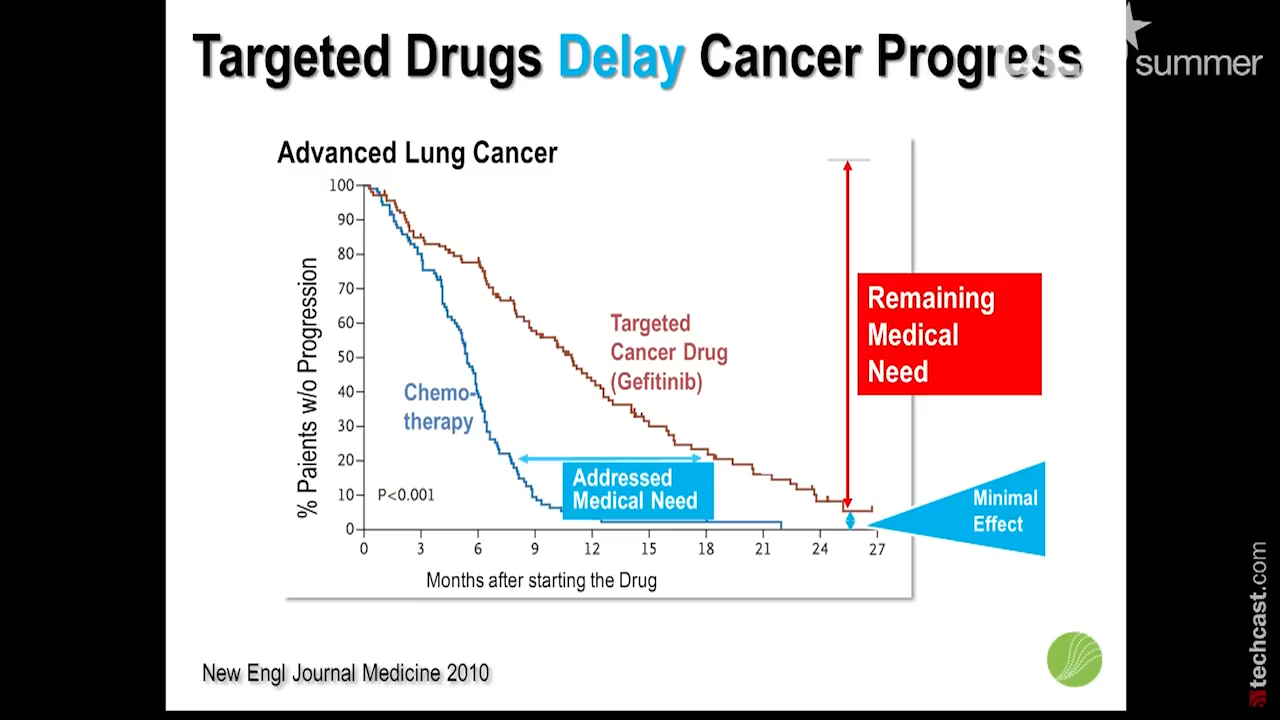 Targeted Drugs Delay Cancer Progress
summer
Advanced Lung Cancer
% Paients w/o Progression
100
90
80
70
60
50
40
30
20
10
0
Chemo-
therapy
Targeted
Cancer Drug
(Gefitinib)
Remaining
Medical
Need
Addressed
Medical Need
P<0.001
Minimal
Effect
0 3 6 9 12 15 18 21 24 27
Months after starting the Drug
New Engl Journal Medicine 2010
techcast.com